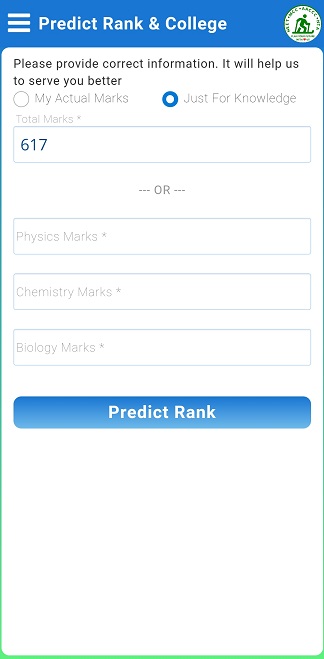 Predict Rank & College
Please provide correct information. It will help us
to serve you better
My Actual Marks
Just For Knowledge
Total Marks *
617
--- OR ---
Physics Marks *
Chemistry Marks *
Biology Marks *
Predict Rank